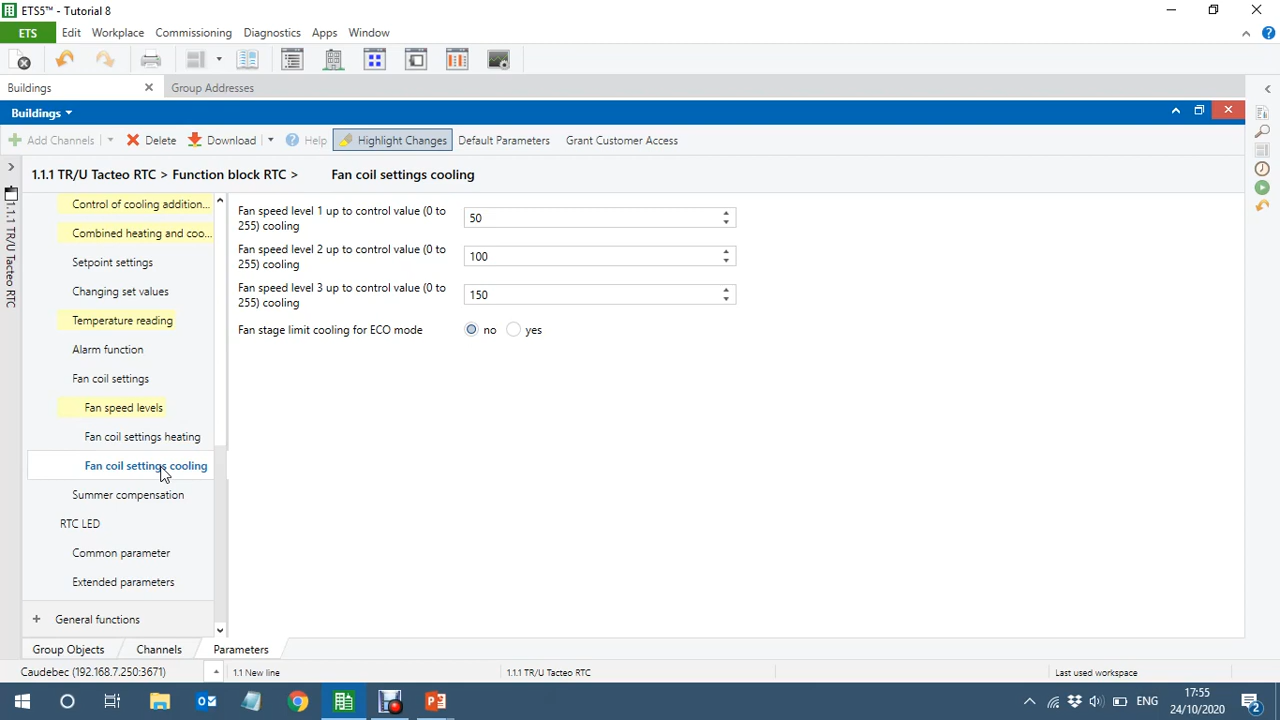 ETS5™ - Tutorial 8
ETS Edit Workplace Commissioning Diagnostics Apps Window
Buildings Group Addresses
Buildings
Add Channels Delete Download Help Highlight Changes Default Parameters Grant Customer Access
1.1.1 TR/U Tacteo RTC > Function block RTC > Fan coil settings cooling
1.1.1 TR/U Tacteo RTC
Control of cooling addition...
Combined heating and coo...
Setpoint settings
Changing set values
Temperature reading
Alarm function
Fan coil settings
Fan speed levels
Fan coil settings heating
Fan coil settings cooling
Summer compensation
RTC LED
Common parameter
Extended parameters
+ General functions
Fan speed level 1 up to control value (0 to
255) cooling
50
Fan speed level 2 up to control value (0 to
255) cooling
100
Fan speed level 3 up to control value (0 to
255) cooling
150
Fan stage limit cooling for ECO mode no yes
Group Objects Channels Parameters
Caudebec (192.168.7.250:3671) 1.1 New line 1.1.1 TR/U Tacteo RTC Last used workspace
ENG
17:55
24/10/2020
2